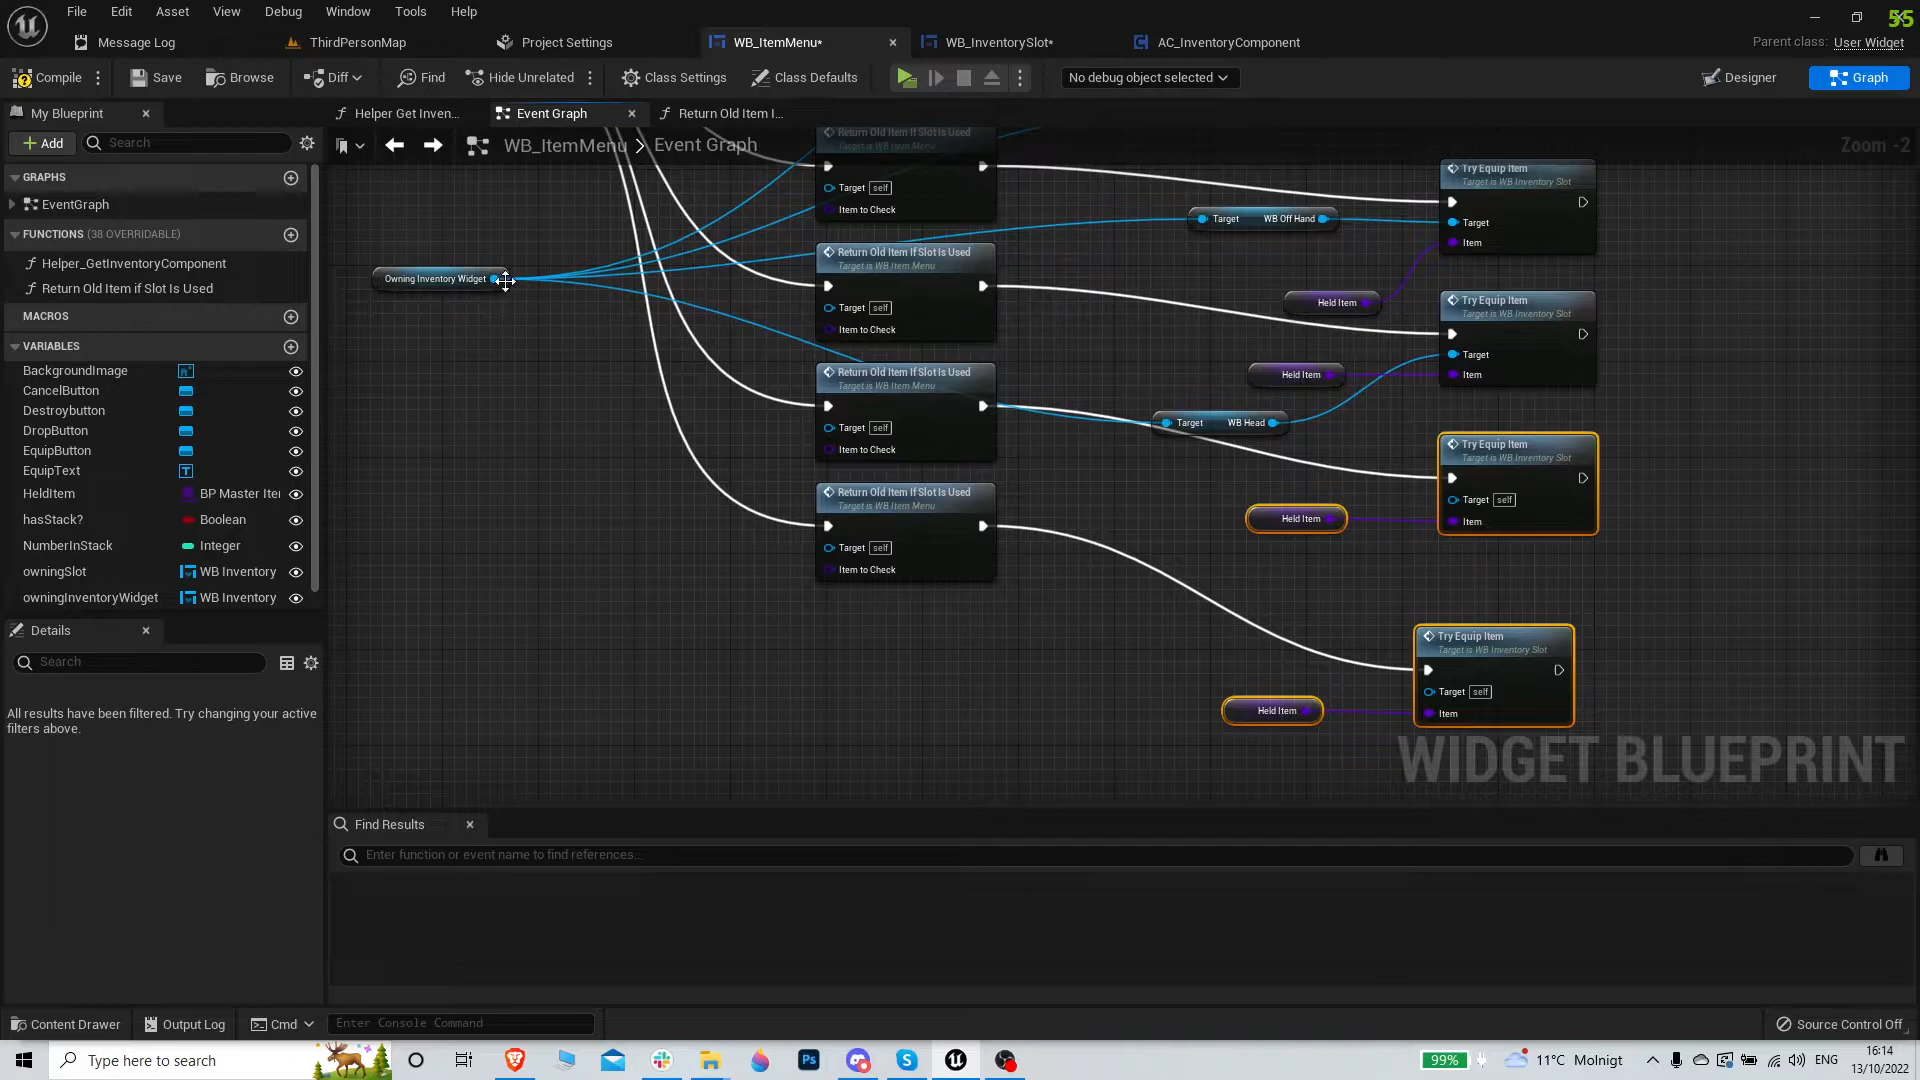 File Edit Asset View Debug Window Tools Help
55
Message Log
ThirdPersonMap
Project Settings
WB_ItemMenu*
WB_InventorySlot*
AC_InventoryComponent
Parent class: User Widget
Compile
Save
Browse
Diff
Find
Hide Unrelated
Class Settings
Class Defaults
No debug object selected
Designer
Graph
My Blueprint
Helper Get Inven...
Event Graph
Return Old Item I...
Add
Search
WB_ItemMenu > Event Graph
Zoom -2
GRAPHS
EventGraph
FUNCTIONS (38 OVERRIDABLE)
Helper_GetInventoryComponent
Return Old Item if Slot Is Used
MACROS
VARIABLES
BackgroundImage
CancelButton
Destroybutton
DropButton
EquipButton
EquipText
HeldItem BP Master Iter
hasStack? Boolean
NumberInStack Integer
owningSlot WB Inventory
owningInventoryWidget WB Inventory
Details
Search
All results have been filtered. Try changing your active
filters above.
Owning Inventory Widget
Return Old Item If Slot Is Used
Target is WB Item Menu
Target self
Item to Check
Return Old Item If Slot Is Used
Target is WB Item Menu
Target self
Item to Check
Return Old Item If Slot Is Used
Target is WB Item Menu
Target self
Item to Check
Return Old Item If Slot Is Used
Target is WB Item Menu
Target self
Item to Check
Target WB Off Hand
Held Item
Held Item
Target WB Head
Held Item
Held Item
Try Equip Item
Target is WB Inventory Slot
Target
Item
Try Equip Item
Target is WB Inventory Slot
Target
Item
Try Equip Item
Target is WB Inventory Slot
Target self
Item
Try Equip Item
Target is WB Inventory Slot
Target self
Item
WIDGET BLUEPRINT
Find Results
Enter function or event name to find references...
Content Drawer
Output Log
Cmd
Enter Console Command
Source Control Off
Type here to search
Ps
99%
11°C Molnigt
ENG
16:14
13/10/2022